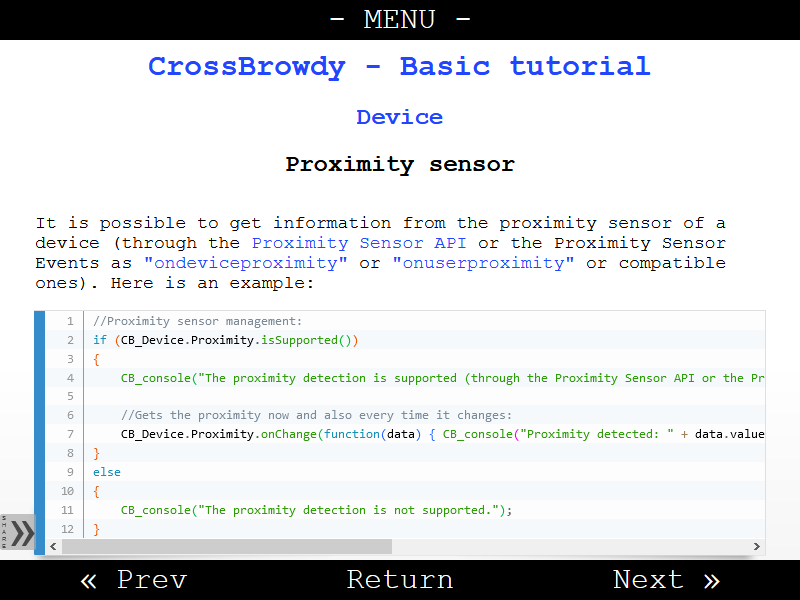 - MENU -
CrossBrowdy - Basic tutorial
Device
Proximity sensor
It is possible to get information from the proximity sensor of a
device (through the Proximity Sensor API or the Proximity Sensor
Events as "ondeviceproximity" or "onuserproximity" or compatible
ones). Here is an example:
1 //Proximity sensor management:
2 if (CB_Device.Proximity.isSupported())
3 {
4 CB_console("The proximity detection is supported (through the Proximity Sensor API or the Pr
5
6 //Gets the proximity now and also every time it changes:
7 CB_Device.Proximity.onChange(function(data) { CB_console("Proximity detected: " + data.value
8 }
9 else
10 {
11 CB_console("The proximity detection is not supported.");
12 }
SHARE »
« Prev Return Next »